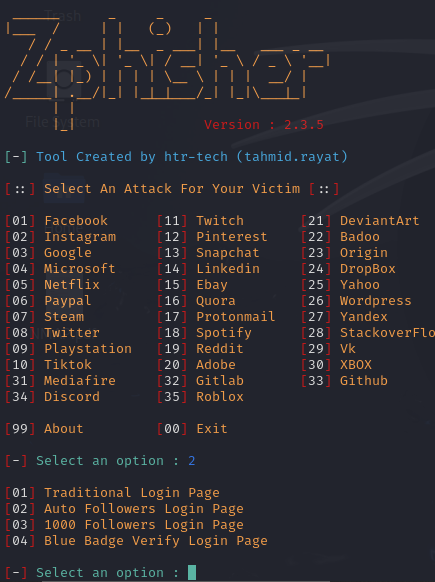 Trash
File System
Version : 2.3.5
[-] Tool Created by htr-tech (tahmid.rayat)
[::] Select An Attack For Your Victim [::]
[01] Facebook [11] Twitch [21] DeviantArt
[02] Instagram [12] Pinterest [22] Badoo
[03] Google [13] Snapchat [23] Origin
[04] Microsoft [14] Linkedin [24] DropBox
[05] Netflix [15] Ebay [25] Yahoo
[06] Paypal [16] Quora [26] Wordpress
[07] Steam [17] Protonmail [27] Yandex
[08] Twitter [18] Spotify [28] StackoverFlo
[09] Playstation [19] Reddit [29] Vk
[10] Tiktok [20] Adobe [30] XBOX
[31] Mediafire [32] Gitlab [33] Github
[34] Discord [35] Roblox
[99] About [00] Exit
[-] Select an option : 2
[01] Traditional Login Page
[02] Auto Followers Login Page
[03] 1000 Followers Login Page
[04] Blue Badge Verify Login Page
[-] Select an option :